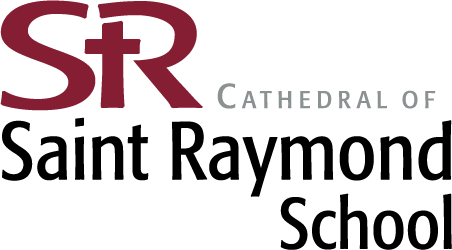 StR CATHEDRAL OF
Saint Raymond
School